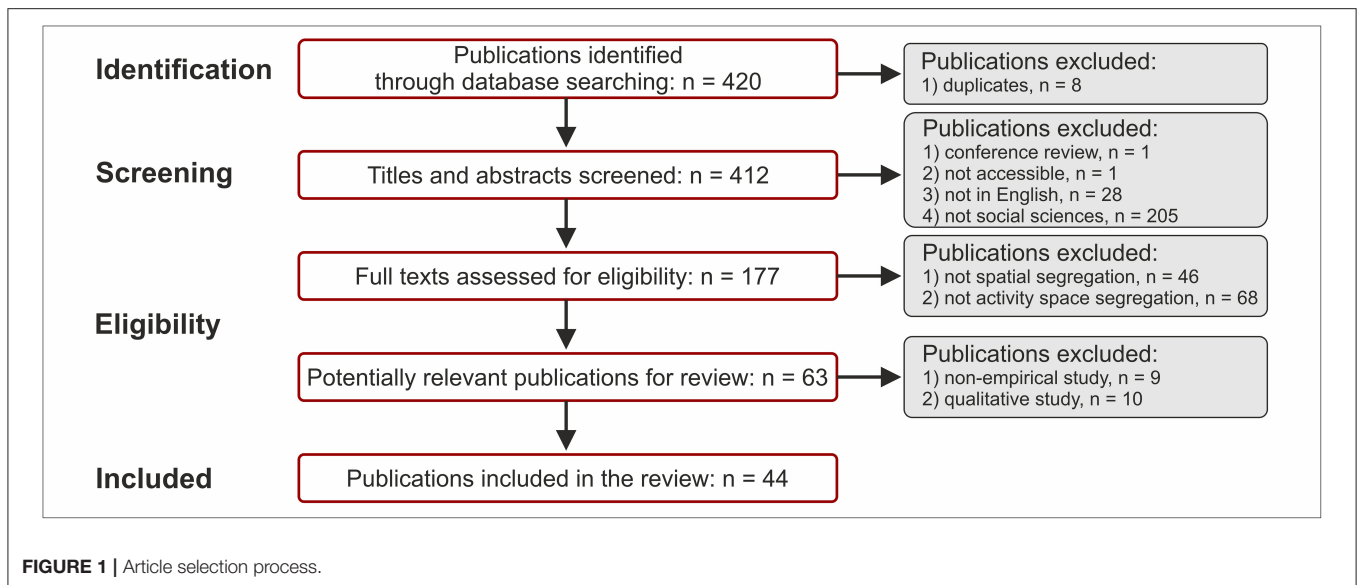 Identification
Publications identified
through database searching: n = 420
Publications excluded:
1) duplicates, n = 8
Screening
Titles and abstracts screened: n = 412
Publications excluded:
1) conference review, n = 1
2) not accessible, n = 1
3) not in English, n = 28
4) not social sciences, n = 205
Eligibility
Full texts assessed for eligibility: n = 177
Publications excluded:
1) not spatial segregation, n = 46
2) not activity space segregation, n = 68
Potentially relevant publications for review: n = 63
Publications excluded:
1) non-empirical study, n = 9
2) qualitative study, n = 10
Included
Publications included in the review: n = 44
FIGURE 1 | Article selection process.